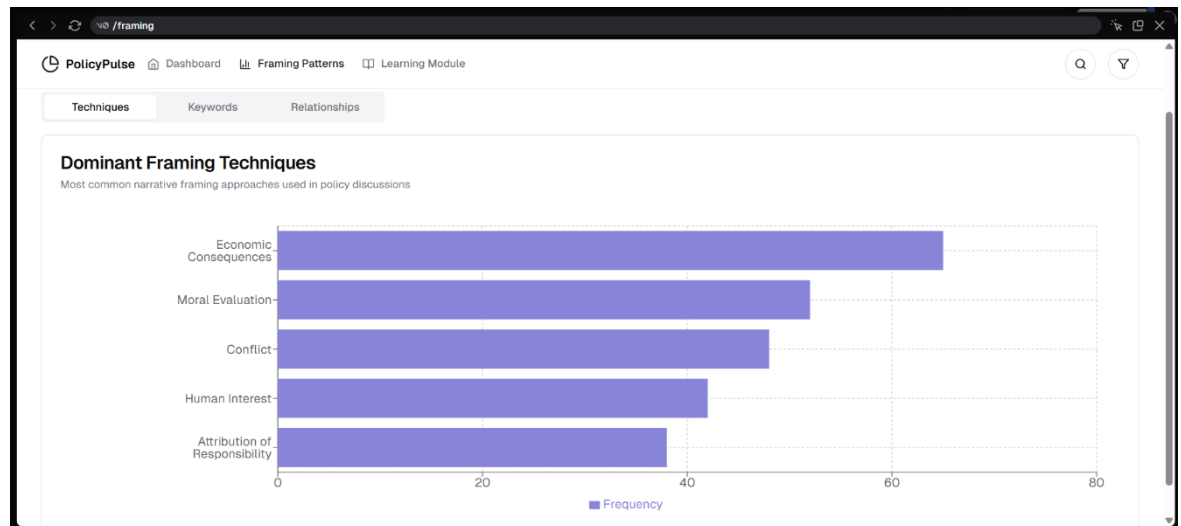 v0 /framing
PolicyPulse Dashboard Framing Patterns Learning Module
Techniques Keywords Relationships
Dominant Framing Techniques
Most common narrative framing approaches used in policy discussions
Economic
Consequences
Moral Evaluation
Conflict
Human Interest
Attribution of
Responsibility
0 20 40 60 80
Frequency